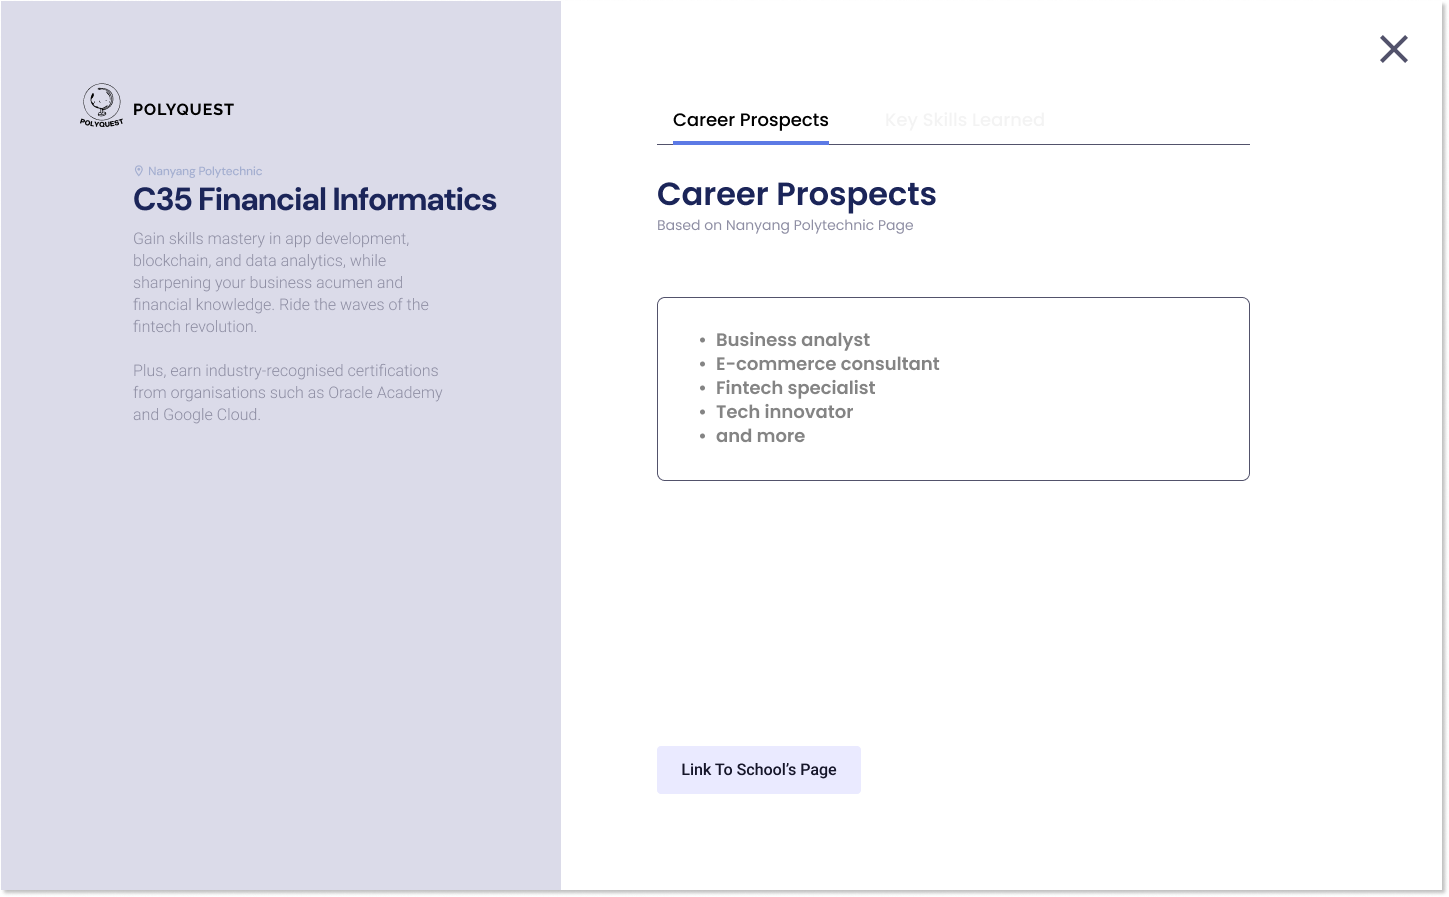 POLYQUEST
POLYQUEST
Nanyang Polytechnic
C35 Financial Informatics
Gain skills mastery in app development,
blockchain, and data analytics, while
sharpening your business acumen and
financial knowledge. Ride the waves of the
fintech revolution.
Plus, earn industry-recognised certifications
from organisations such as Oracle Academy
and Google Cloud.
Career Prospects
Key Skills Learned
Career Prospects
Based on Nanyang Polytechnic Page
• Business analyst
• E-commerce consultant
• Fintech specialist
• Tech innovator
• and more
Link To School’s Page